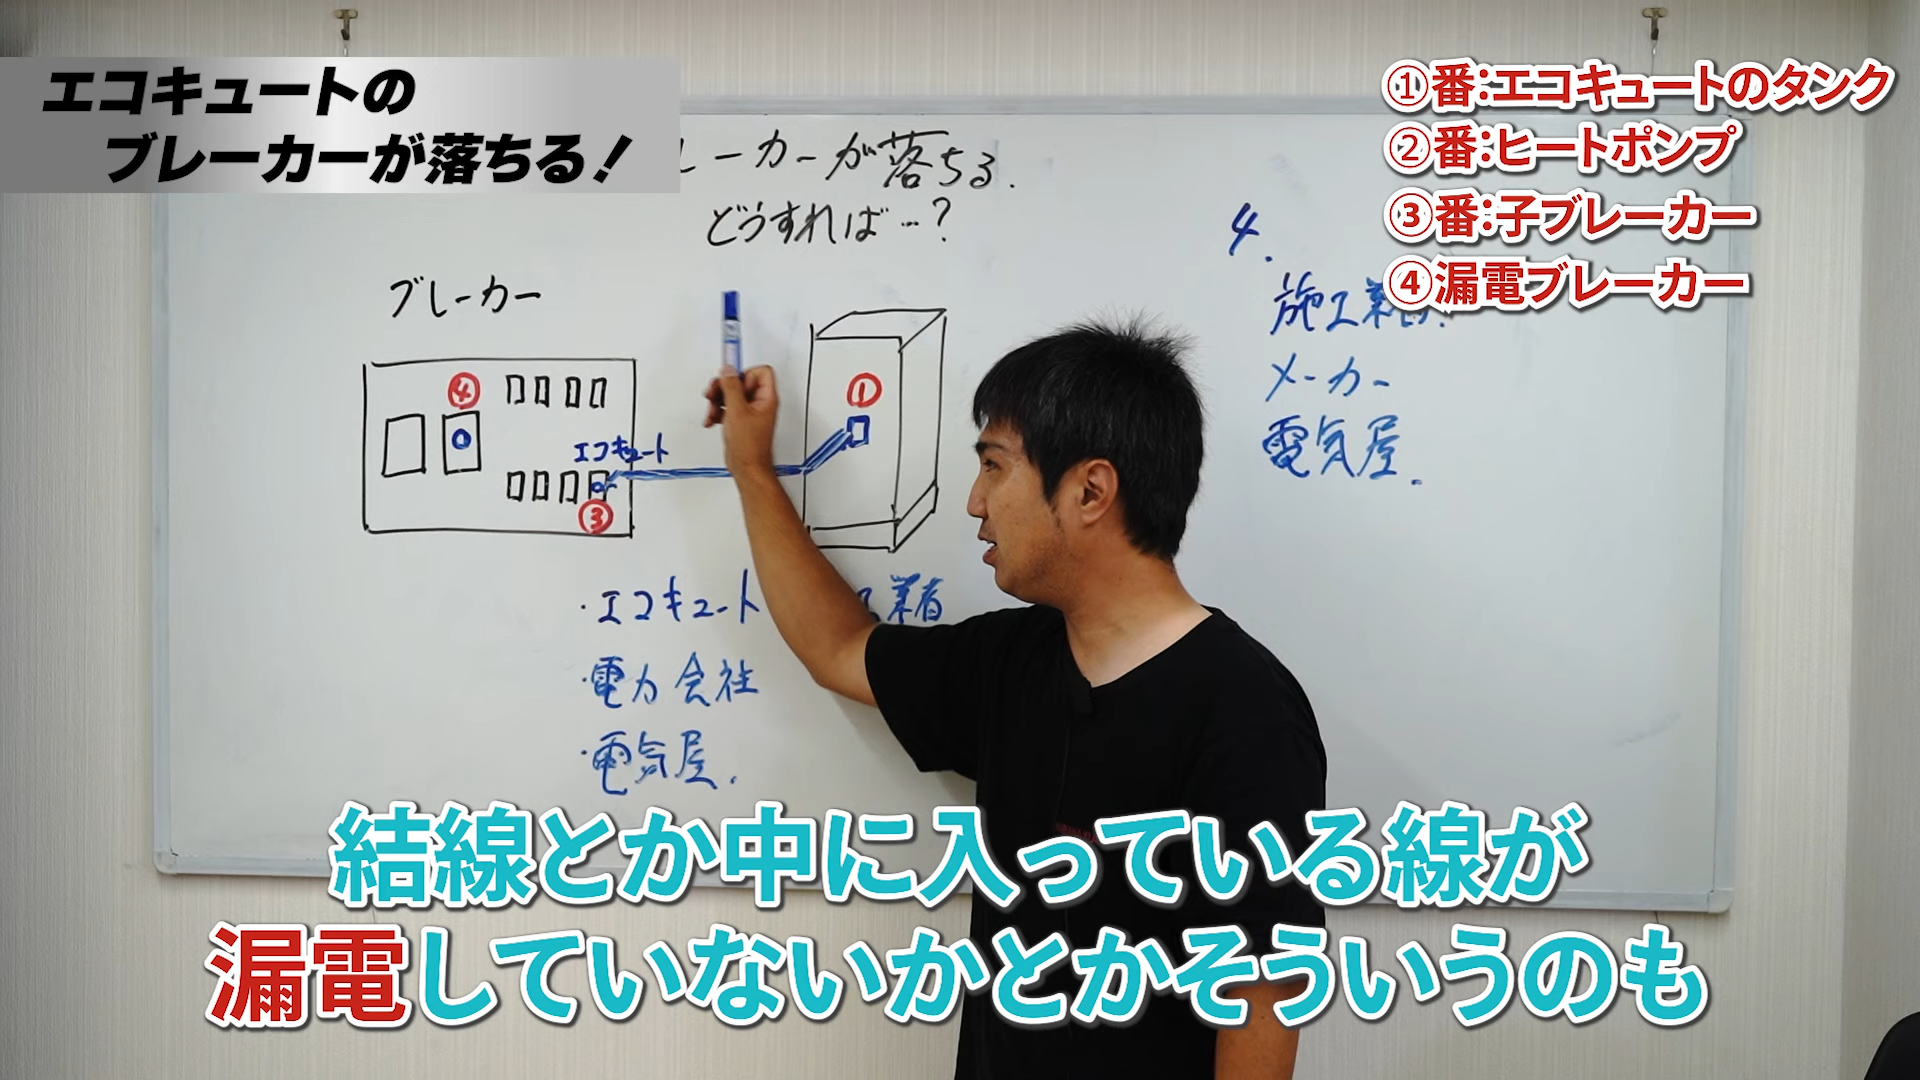 エコキュートの
ブレーカーが落ちる!
①番:エコキュートのタンク
②番:ヒートポンプ
③番:子ブレーカー
④漏電ブレーカー
レーカーが落ちる.
どうすれば…?
ブレーカー
④
①
エコキュート
③
4.
施工業
メーカー
電気屋.
・エコキュート
業者
・電力会社
・電気屋.
結線とか中に入っている線が
漏電していないかとかそういうのも